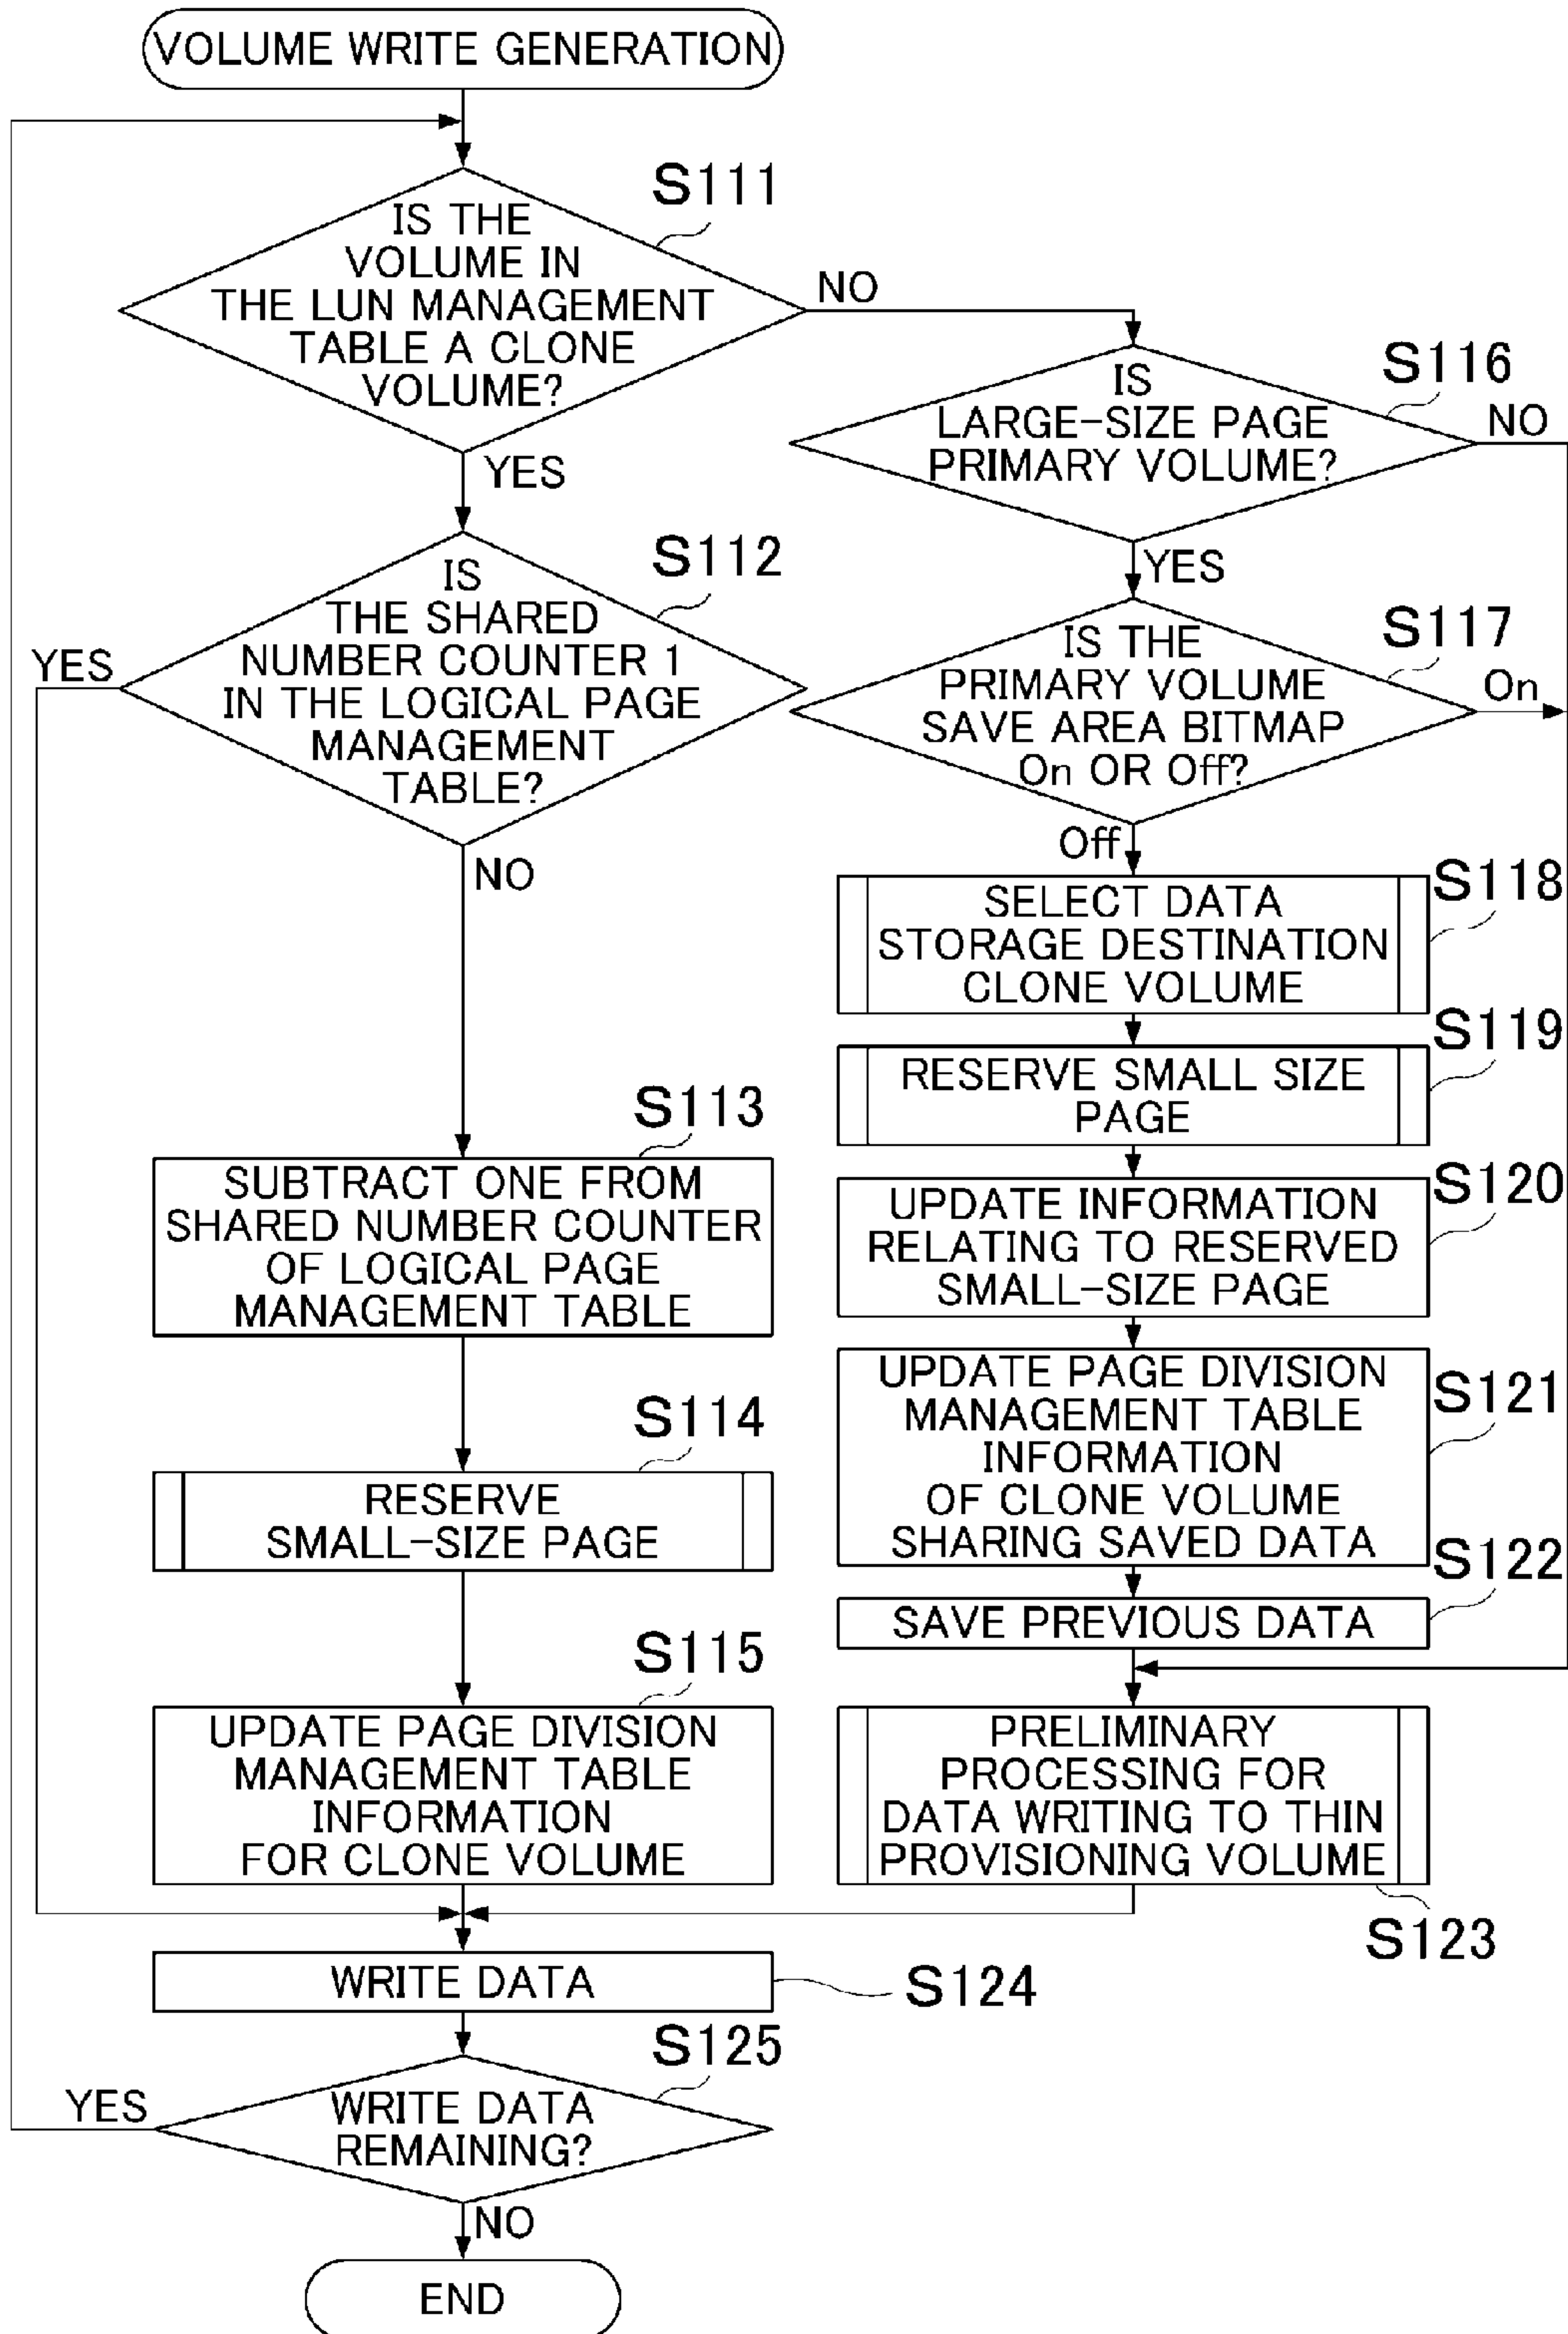 VOLUME WRITE GENERATION
S111
IS THE
VOLUME IN
THE LUN MANAGEMENT
TABLE A CLONE
VOLUME?
NO
YES
S112
IS
THE SHARED
NUMBER COUNTER 1
IN THE LOGICAL PAGE
MANAGEMENT
TABLE?
YES
NO
S113
SUBTRACT ONE FROM
SHARED NUMBER COUNTER
OF LOGICAL PAGE
MANAGEMENT TABLE
S114
RESERVE
SMALL-SIZE PAGE
S115
UPDATE PAGE DIVISION
MANAGEMENT TABLE
INFORMATION
FOR CLONE VOLUME
S116
IS
LARGE-SIZE PAGE
PRIMARY VOLUME?
NO
YES
S117
IS THE
PRIMARY VOLUME
SAVE AREA BITMAP
On OR Off?
On
Off
S118
SELECT DATA
STORAGE DESTINATION
CLONE VOLUME
S119
RESERVE SMALL SIZE
PAGE
S120
UPDATE INFORMATION
RELATING TO RESERVED
SMALL-SIZE PAGE
S121
UPDATE PAGE DIVISION
MANAGEMENT TABLE
INFORMATION
OF CLONE VOLUME
SHARING SAVED DATA
S122
SAVE PREVIOUS DATA
PRELIMINARY
PROCESSING FOR
DATA WRITING TO THIN
PROVISIONING VOLUME
S123
WRITE DATA
S124
S125
WRITE DATA
REMAINING?
YES
NO
END